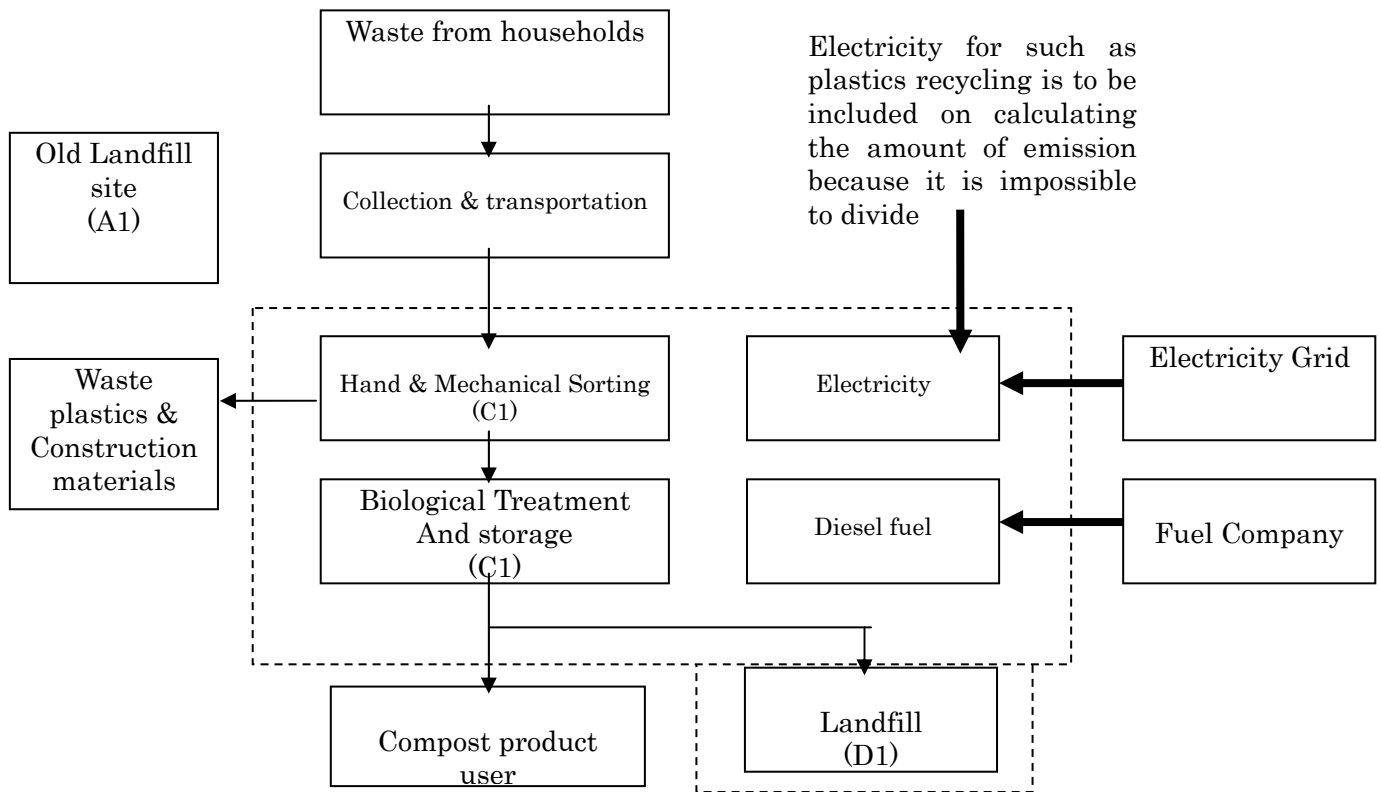 Waste from households
Electricity for such as
plastics recycling is to be
included on calculating
the amount of emission
because it is impossible
to divide
Old Landfill
site
(A1)
Collection & transportation
Hand & Mechanical Sorting
(C1)
Electricity
Electricity Grid
Waste
plastics &
Construction
materials
Biological Treatment
And storage
(C1)
Diesel fuel
Fuel Company
Compost product
user
Landfill
(D1)